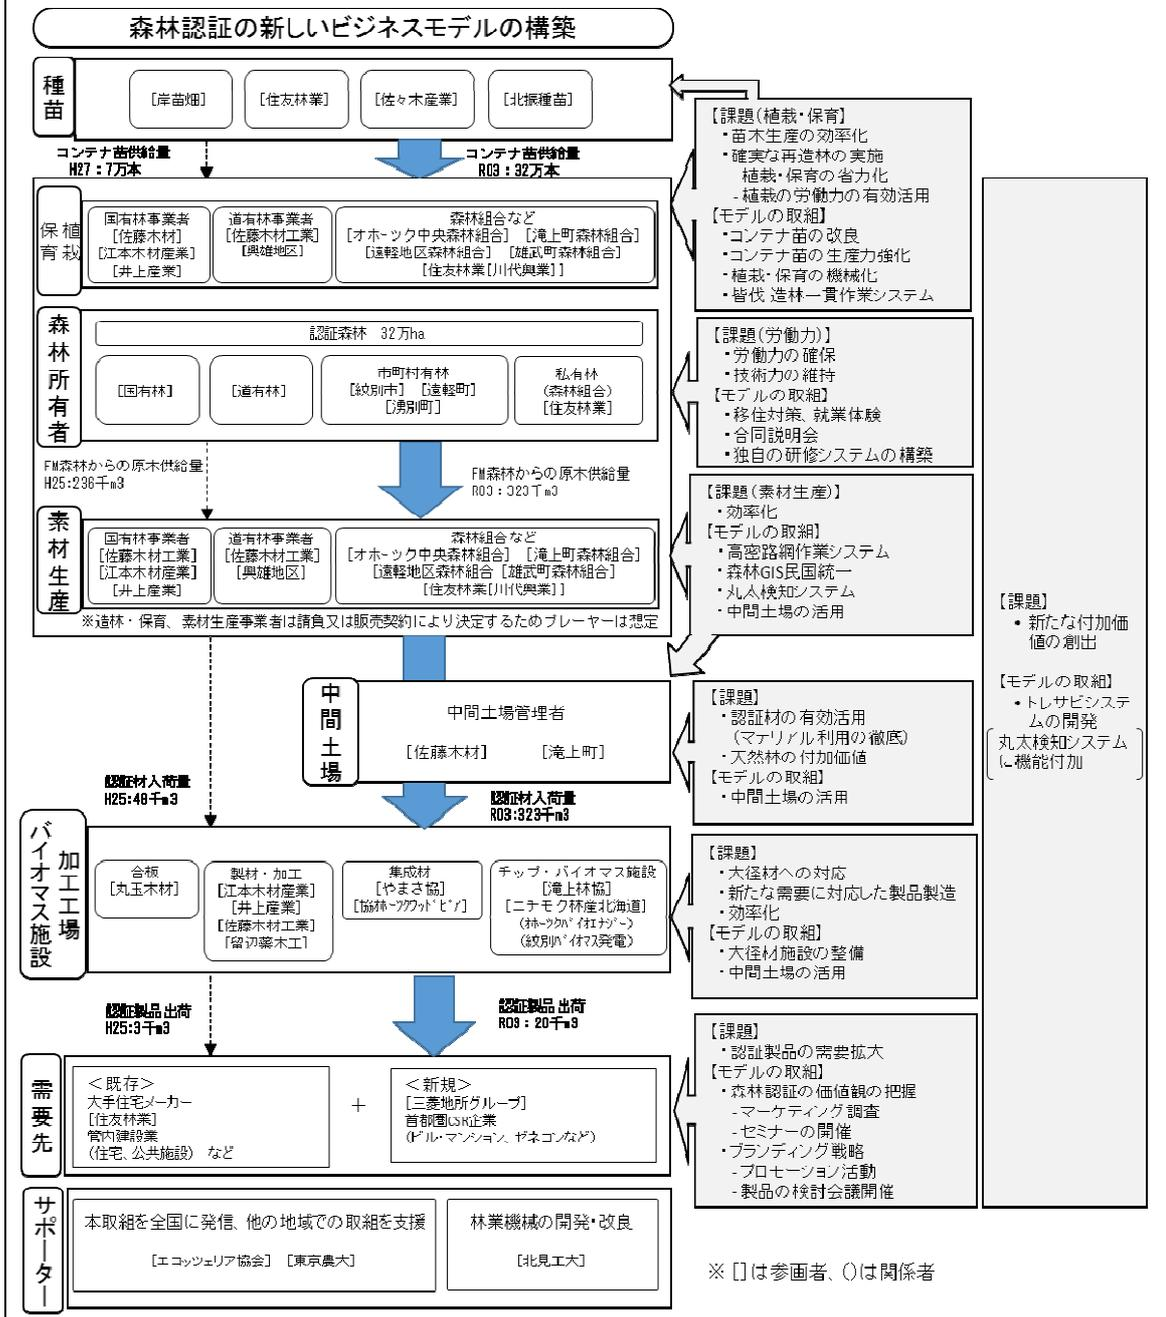 森林認証の新しいビジネスモデルの構築
種苗
[岸苗畑]
[住友林業]
[佐々木産業]
[北振種苗]
コンテナ苗供給量
H27：7万本
コンテナ苗供給量
R03：32万本
保育 植栽
国有林事業者
[佐藤木材]
[江本木材産業]
[井上産業]
道有林事業者
[佐藤木材工業]
[興雄地区]
森林組合など
[オホーツク中央森林組合] [滝上町森林組合]
[遠軽地区森林組合] [雄武町森林組合]
[住友林業[川代興業]]
森林所有者
認証森林 32万ha
[国有林]
[道有林]
市町村有林
[紋別市] [遠軽町]
[湧別町]
私有林
(森林組合)
[住友林業]
FM森林からの原木供給量
H25:236千m3
FM森林からの原木供給量
R03：323千m3
素材生産
国有林事業者
[佐藤木材工業]
[江本木材産業]
[井上産業]
道有林事業者
[佐藤木材工業]
[興雄地区]
森林組合など
[オホーツク中央森林組合] [滝上町森林組合]
[遠軽地区森林組合 [雄武町森林組合]
[住友林業[川代興業]]
※造林・保育、素材生産事業者は請負又は販売契約により決定するためプレーヤーは想定
中間土場
中間土場管理者
[佐藤木材] [滝上町]
認証材入荷量
H25:48千m3
認証材入荷量
R03:323千m3
加工工場
バイオマス施設
合板
[丸玉木材]
製材・加工
[江本木材産業]
[井上産業]
[佐藤木材工業]
[留辺蘂木工]
集成材
[やまさ協]
[協同ｵﾎｰﾂｸｳｯﾄﾞﾋﾟｱ]
チップ・バイオマス施設
[滝上林協]
[ニチモク林産北海道]
(ｵﾎｰﾂｸﾊﾞｲｵｴﾅｼﾞｰ)
(紋別ﾊﾞｲｵﾏｽ発電)
認証製品出荷
H25:3千m3
認証製品出荷
R03：20千m3
需要先
＜既存＞
大手住宅メーカー
[住友林業]
管内建設業
(住宅、公共施設) など
＋
＜新規＞
[三菱地所グループ]
首都圏CSR企業
(ビル・マンション、ゼネコンなど)
サポーター
本取組を全国に発信、他の地域での取組を支援
[エコッツェリア協会] [東京農大]
林業機械の開発・改良
[北見工大]
【課題(植栽・保育)】
・苗木生産の効率化
・確実な再造林の実施
植栽・保育の省力化
-植栽の労働力の有効活用
【モデルの取組】
・コンテナ苗の改良
・コンテナ苗の生産力強化
・植栽・保育の機械化
・皆伐 造林一貫作業システム
【課題(労働力)】
・労働力の確保
・技術力の維持
【モデルの取組】
・移住対策、就業体験
・合同説明会
・独自の研修システムの構築
【課題(素材生産)】
・効率化
【モデルの取組】
・高密路網作業システム
・森林GIS民国統一
・丸太検知システム
・中間土場の活用
【課題】
・認証材の有効活用
(マテリアル利用の徹底)
・天然林の付加価値
【モデルの取組】
・中間土場の活用
【課題】
・大径材への対応
・新たな需要に対応した製品製造
・効率化
【モデルの取組】
・大径材施設の整備
・中間土場の活用
【課題】
・認証製品の需要拡大
【モデルの取組】
・森林認証の価値観の把握
-マーケティング調査
-セミナーの開催
・ブランディング戦略
-プロモーション活動
-製品の検討会議開催
【課題】
・新たな付加価
値の創出
【モデルの取組】
・トレサビシステ
ムの開発
丸太検知システム
に機能付加
※[]は参画者、()は関係者